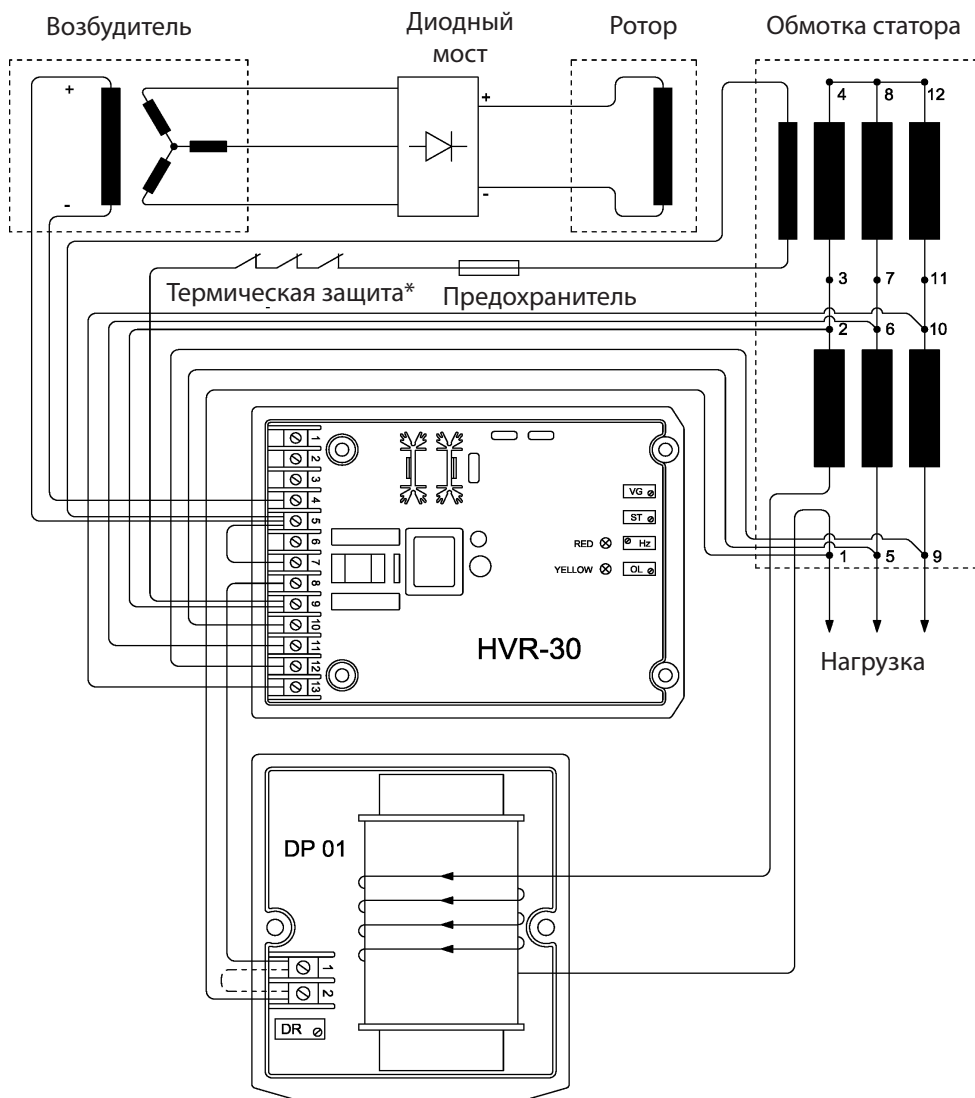 Возбудитель
Диодный
мост
Ротор
Обмотка статора
+
-
+
-
4 8 12
3 7 11
2 6 10
Термическая защита*
Предохранитель
1
2
3
4
5
6
7
8
9
10
11
12
13
VG
ST
RED Hz
YELLOW OL
HVR-30
1 5 9
Нагрузка
DP 01
1
2
DR